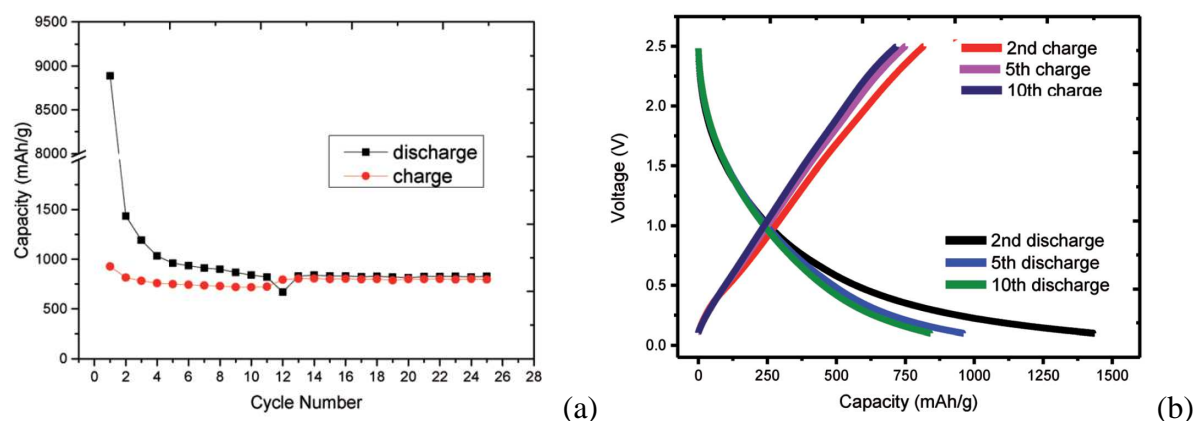 9500
9000
8500
8000
1500
1000
500
0
Capacity (mAh/g)
discharge
charge
0 2 4 6 8 10 12 14 16 18 20 22 24 26 28
Cycle Number
(a)
2.5
2.0
1.5
1.0
0.5
0.0
Voltage (V)
2nd charge
5th charge
10th charge
2nd discharge
5th discharge
10th discharge
0 250 500 750 1000 1250 1500
Capacity (mAh/g)
(b)